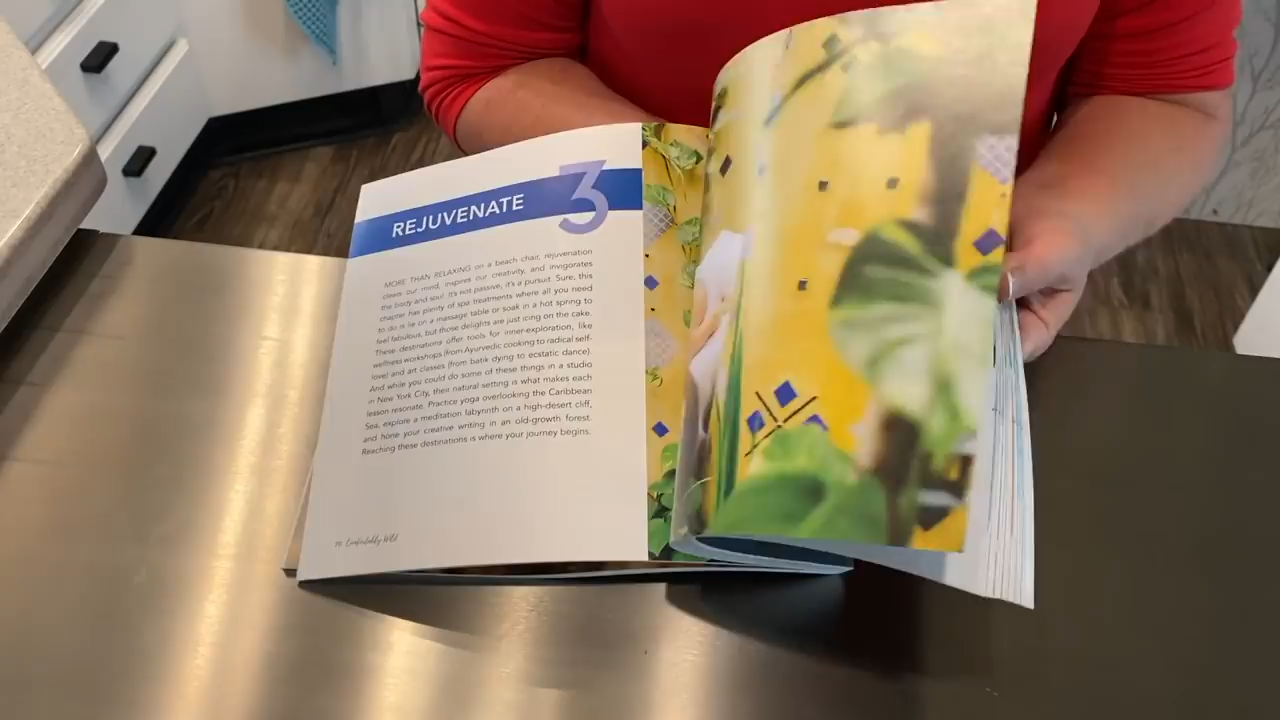 REJUVENATE
3
MORE THAN RELAXING on a beach chair, rejuvenation
clears our mind, inspires our creativity, and invigorates
the body and soul. It's not passive; it's a pursuit. Sure, this
chapter has plenty of spa treatments where all you need
to do is lie on a massage table or soak in a hot spring to
feel fabulous, but those delights are just icing on the cake.
These destinations offer tools for inner-exploration, like
wellness workshops (from Ayurvedic cooking to radical self-
love) and art classes (from batik dying to ecstatic dance).
And while you could do some of these things in a studio
in New York City, their natural setting is what makes each
lesson resonate. Practice yoga overlooking the Caribbean
Sea, explore a meditation labyrinth on a high-desert cliff,
and hone your creative writing in an old-growth forest.
Reaching these destinations is where your journey begins.
Comfortably Wild